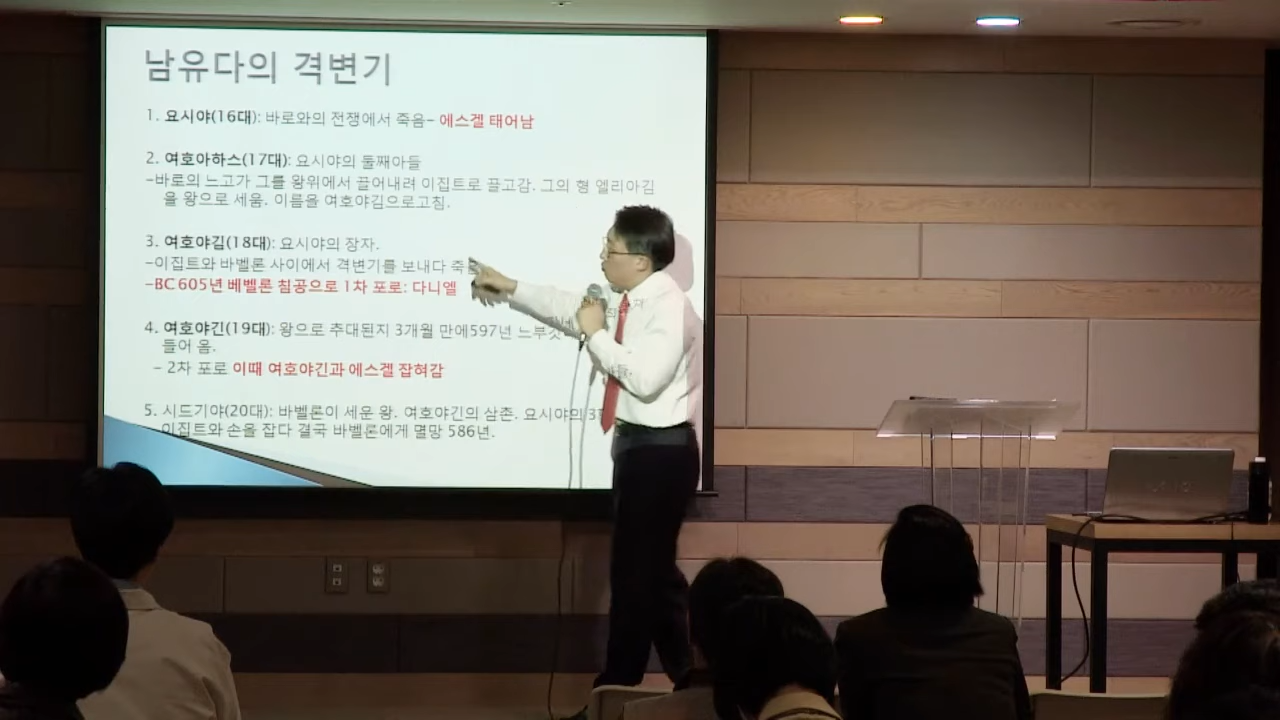 남유다의 격변기
1. 요시야(16대): 바로와의 전쟁에서 죽음- 에스겔 태어남
2. 여호아하스(17대): 요시야의 둘째아들
-바로의 느고가 그를 왕위에서 끌어내려 이집트로 끌고감. 그의 형 엘리아김
을 왕으로 세움. 이름을 여호야김으로고침.
3. 여호야김(18대): 요시야의 장자.
-이집트와 바벨론 사이에서 격변기를 보내다
-BC 605년 베벨론 침공으로 1차 포로: 다니엘
4. 여호야긴(19대): 왕으로 추대된지 3개월 만에597년
들어 옴.
- 2차 포로 이때 여호야긴과 에스겔 잡혀감
5. 시드기야(20대): 바벨론이 세운 왕. 여호야긴의 삼촌. 요시야의
이집트와 손을 잡다 결국 바벨론에게 멸망 586년.